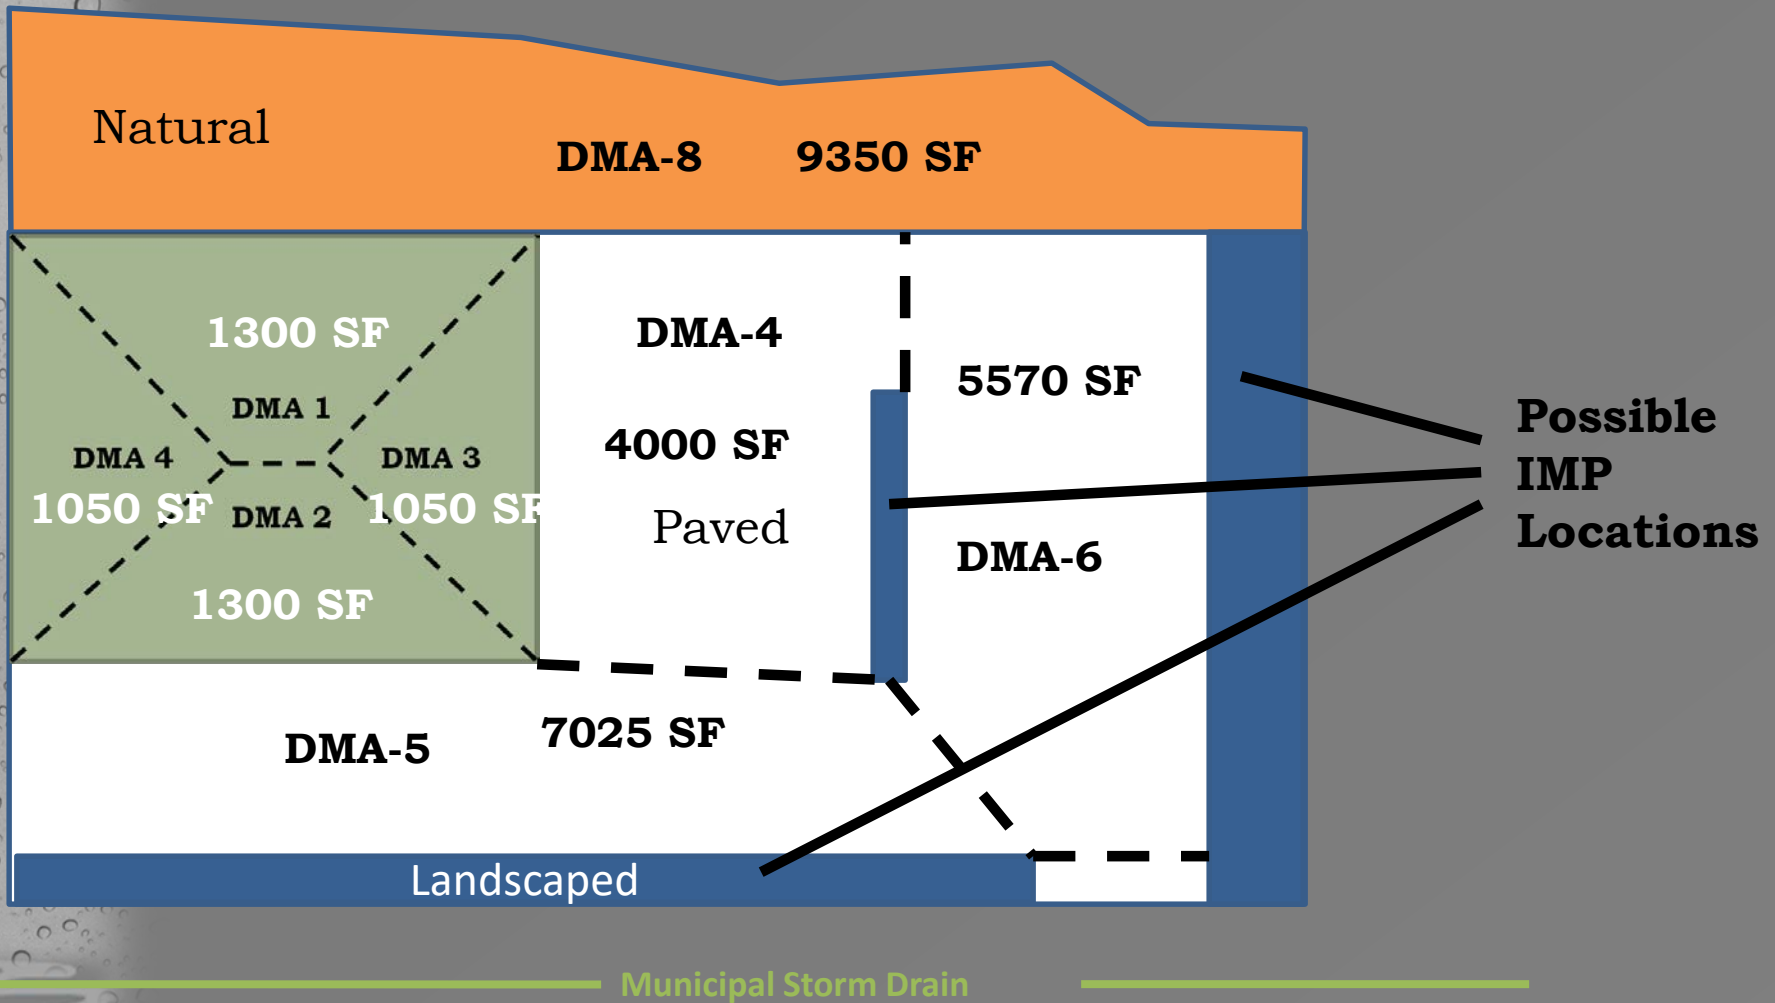 Natural
DMA-8 9350 SF
1300 SF
DMA 1
DMA 4
1050 SF
DMA 3
1050 SF
DMA 2
1300 SF
DMA-4
4000 SF
Paved
5570 SF
DMA-6
Possible
IMP
Locations
DMA-5
7025 SF
Landscaped
Municipal Storm Drain